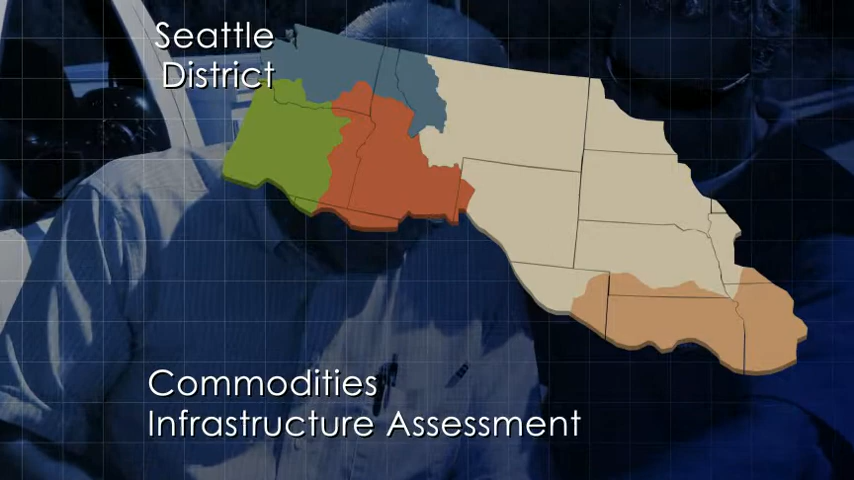 Seattle
District
Commodities
Infrastructure Assessment